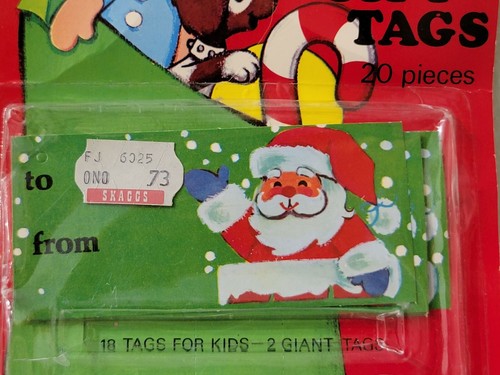 TAGS
20 pieces
FJ 6025
ONO .73
SKAGGS
to
from
18 TAGS FOR KIDS - 2 GIANT TAGS